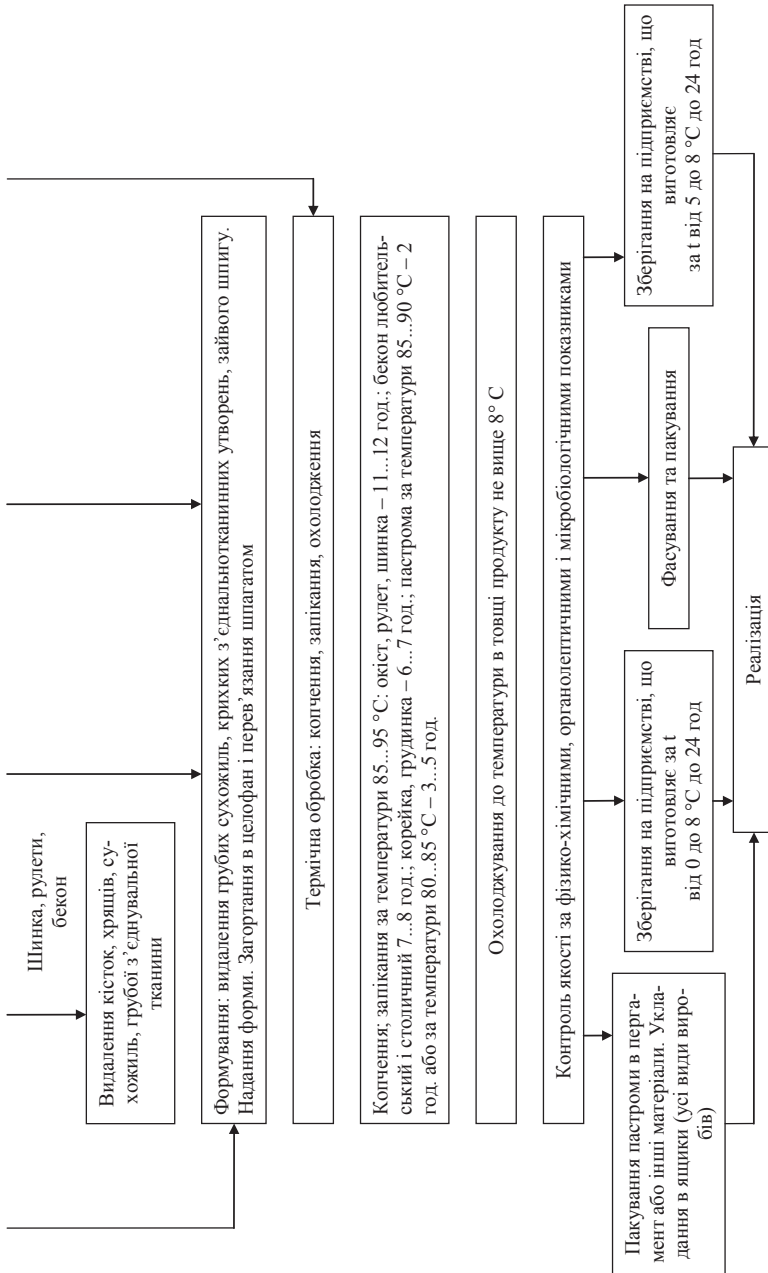 Шинка, рулети,
бекон
Видалення кісток, хрящів, су-
хожиль, грубої з’єднувальної
тканини
Формування: видалення грубих сухожиль, крихких з’єднальнотканинних утворень, зайвого шпигу.
Надання форми. Загортання в целофан і перев’язання шпагатом
Термічна обробка: копчення, запікання, охолодження
Копчення; запікання за температури 85...95 °С: окіст, рулет, шинка – 11...12 год.; бекон любитель-
ський і столичний 7...8 год.; корейка, грудинка – 6...7 год.; пастрома за температури 85...90 °С – 2
год. або за температури 80...85 °С – 3...5 год.
Охолоджування до температури в товщі продукту не вище 8° С
Контроль якості за фізико-хімічними, органолептичними і мікробіологічними показниками
Пакування пастроми в перга-
мент або інші матеріали. Укла-
дання в ящики (усі види виро-
бів)
Зберігання на підприємстві, що
виготовляє за t
від 0 до 8 °С до 24 год
Фасування та пакування
Зберігання на підприємстві, що
виготовляє
за t від 5 до 8 °С до 24 год
Реалізація